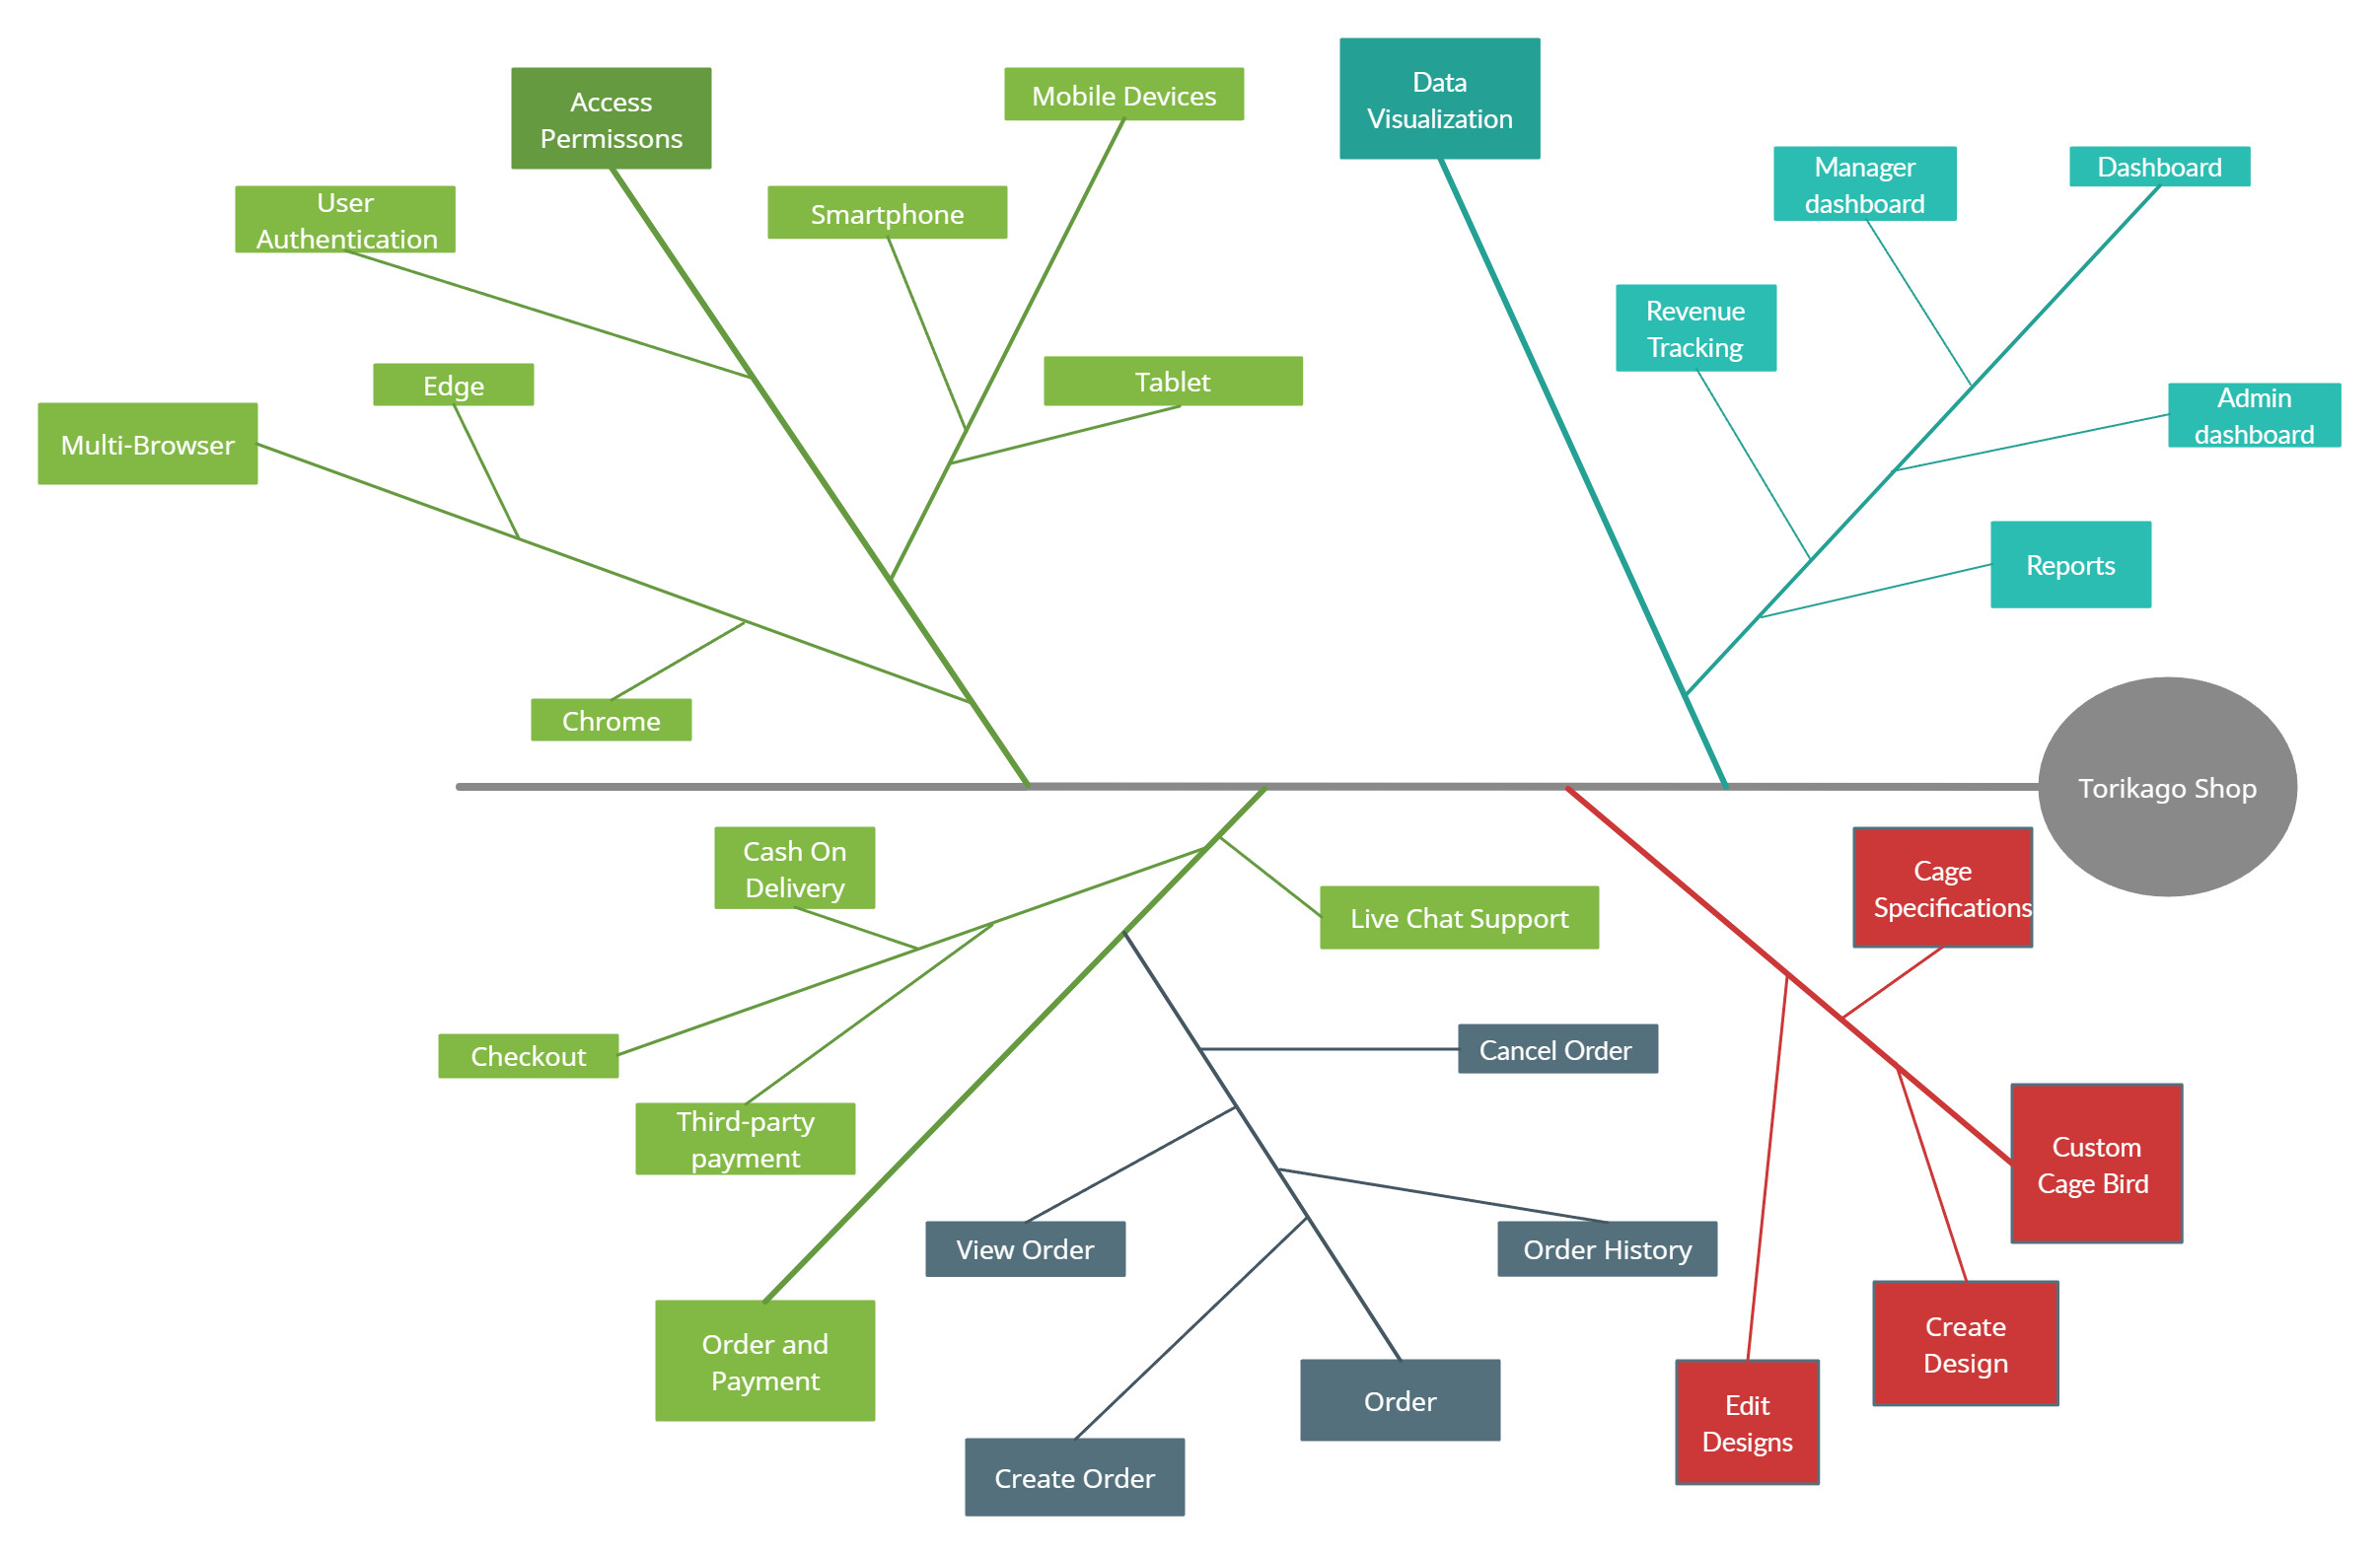 Access
Permissons
Mobile Devices
Data
Visualization
User
Authentication
Smartphone
Manager
dashboard
Dashboard
Revenue
Tracking
Edge
Tablet
Multi-Browser
Admin
dashboard
Reports
Chrome
Torikago Shop
Cash On
Delivery
Live Chat Support
Cage
Specifications
Checkout
Cancel Order
Third-party
payment
Custom
Cage Bird
View Order
Order History
Order and
Payment
Create
Design
Order
Edit
Designs
Create Order